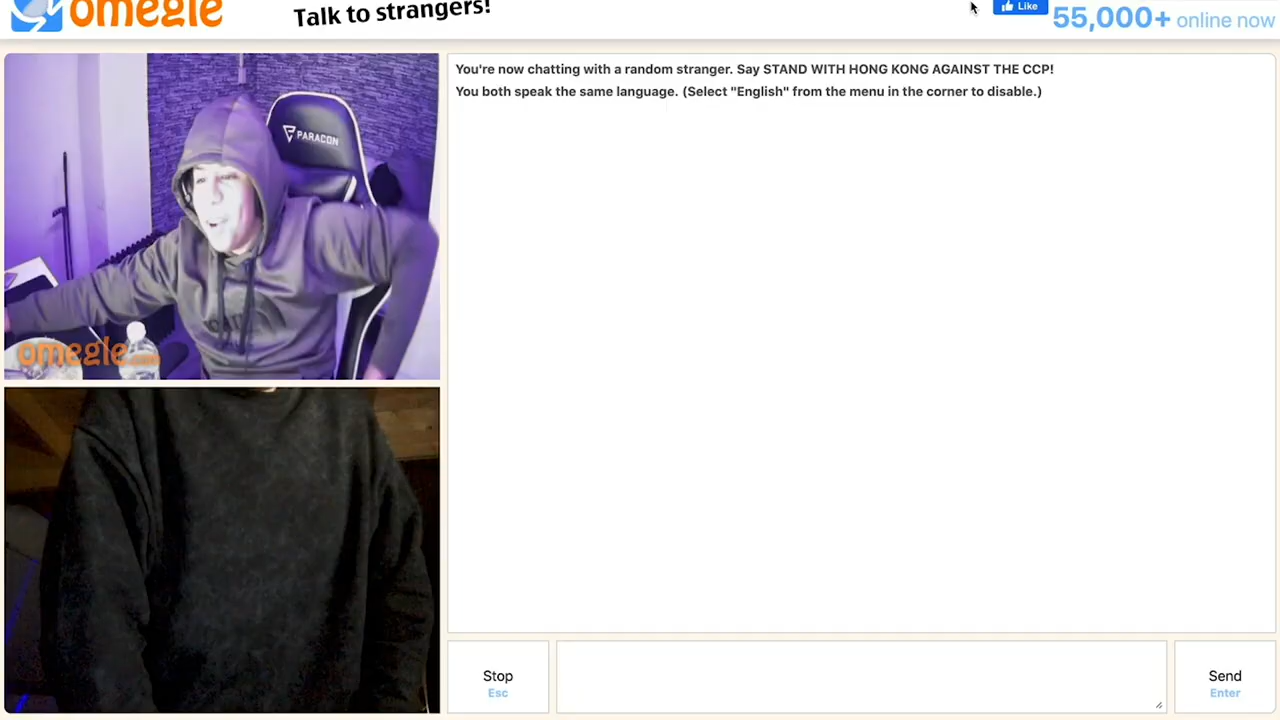 omegle
Talk to strangers!
Like
55,000+ online now
PARACON
omegle.com
You're now chatting with a random stranger. Say STAND WITH HONG KONG AGAINST THE CCP!
You both speak the same language. (Select "English" from the menu in the corner to disable.)
Stop
Esc
Send
Enter